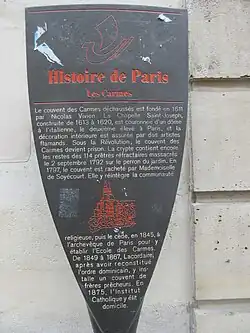 Histoire de Paris
Les Carmes
Le couvent des Carmes déchaussés est fondé en 1611
par Nicolas Vivien. La Chapelle Saint-Joseph,
construite de 1613 à 1620, est couronnée d'un dôme
à l'italienne, le deuxième élevé à Paris, et la
décoration intérieure est assurée par des artistes
flamands. Sous la Révolution, le couvent des
Carmes devient prison. La crypte contient encore
les restes des 114 prêtres réfractaires massacrés
le 2 septembre 1792 sur le perron du jardin. En
1797, le couvent est racheté par Mademoiselle
de Soyécourt. Elle y réintègre la communauté
religieuse, puis le cède, en 1845, à
l'archevêque de Paris pour y
établir l'Ecole des Carmes.
De 1849 à 1867, Lacordaire,
après avoir reconstitué
l'ordre dominicain, y ins-
talle un couvent de
frères prêcheurs. En
1875, l'Institut
Catholique y élit
domicile.